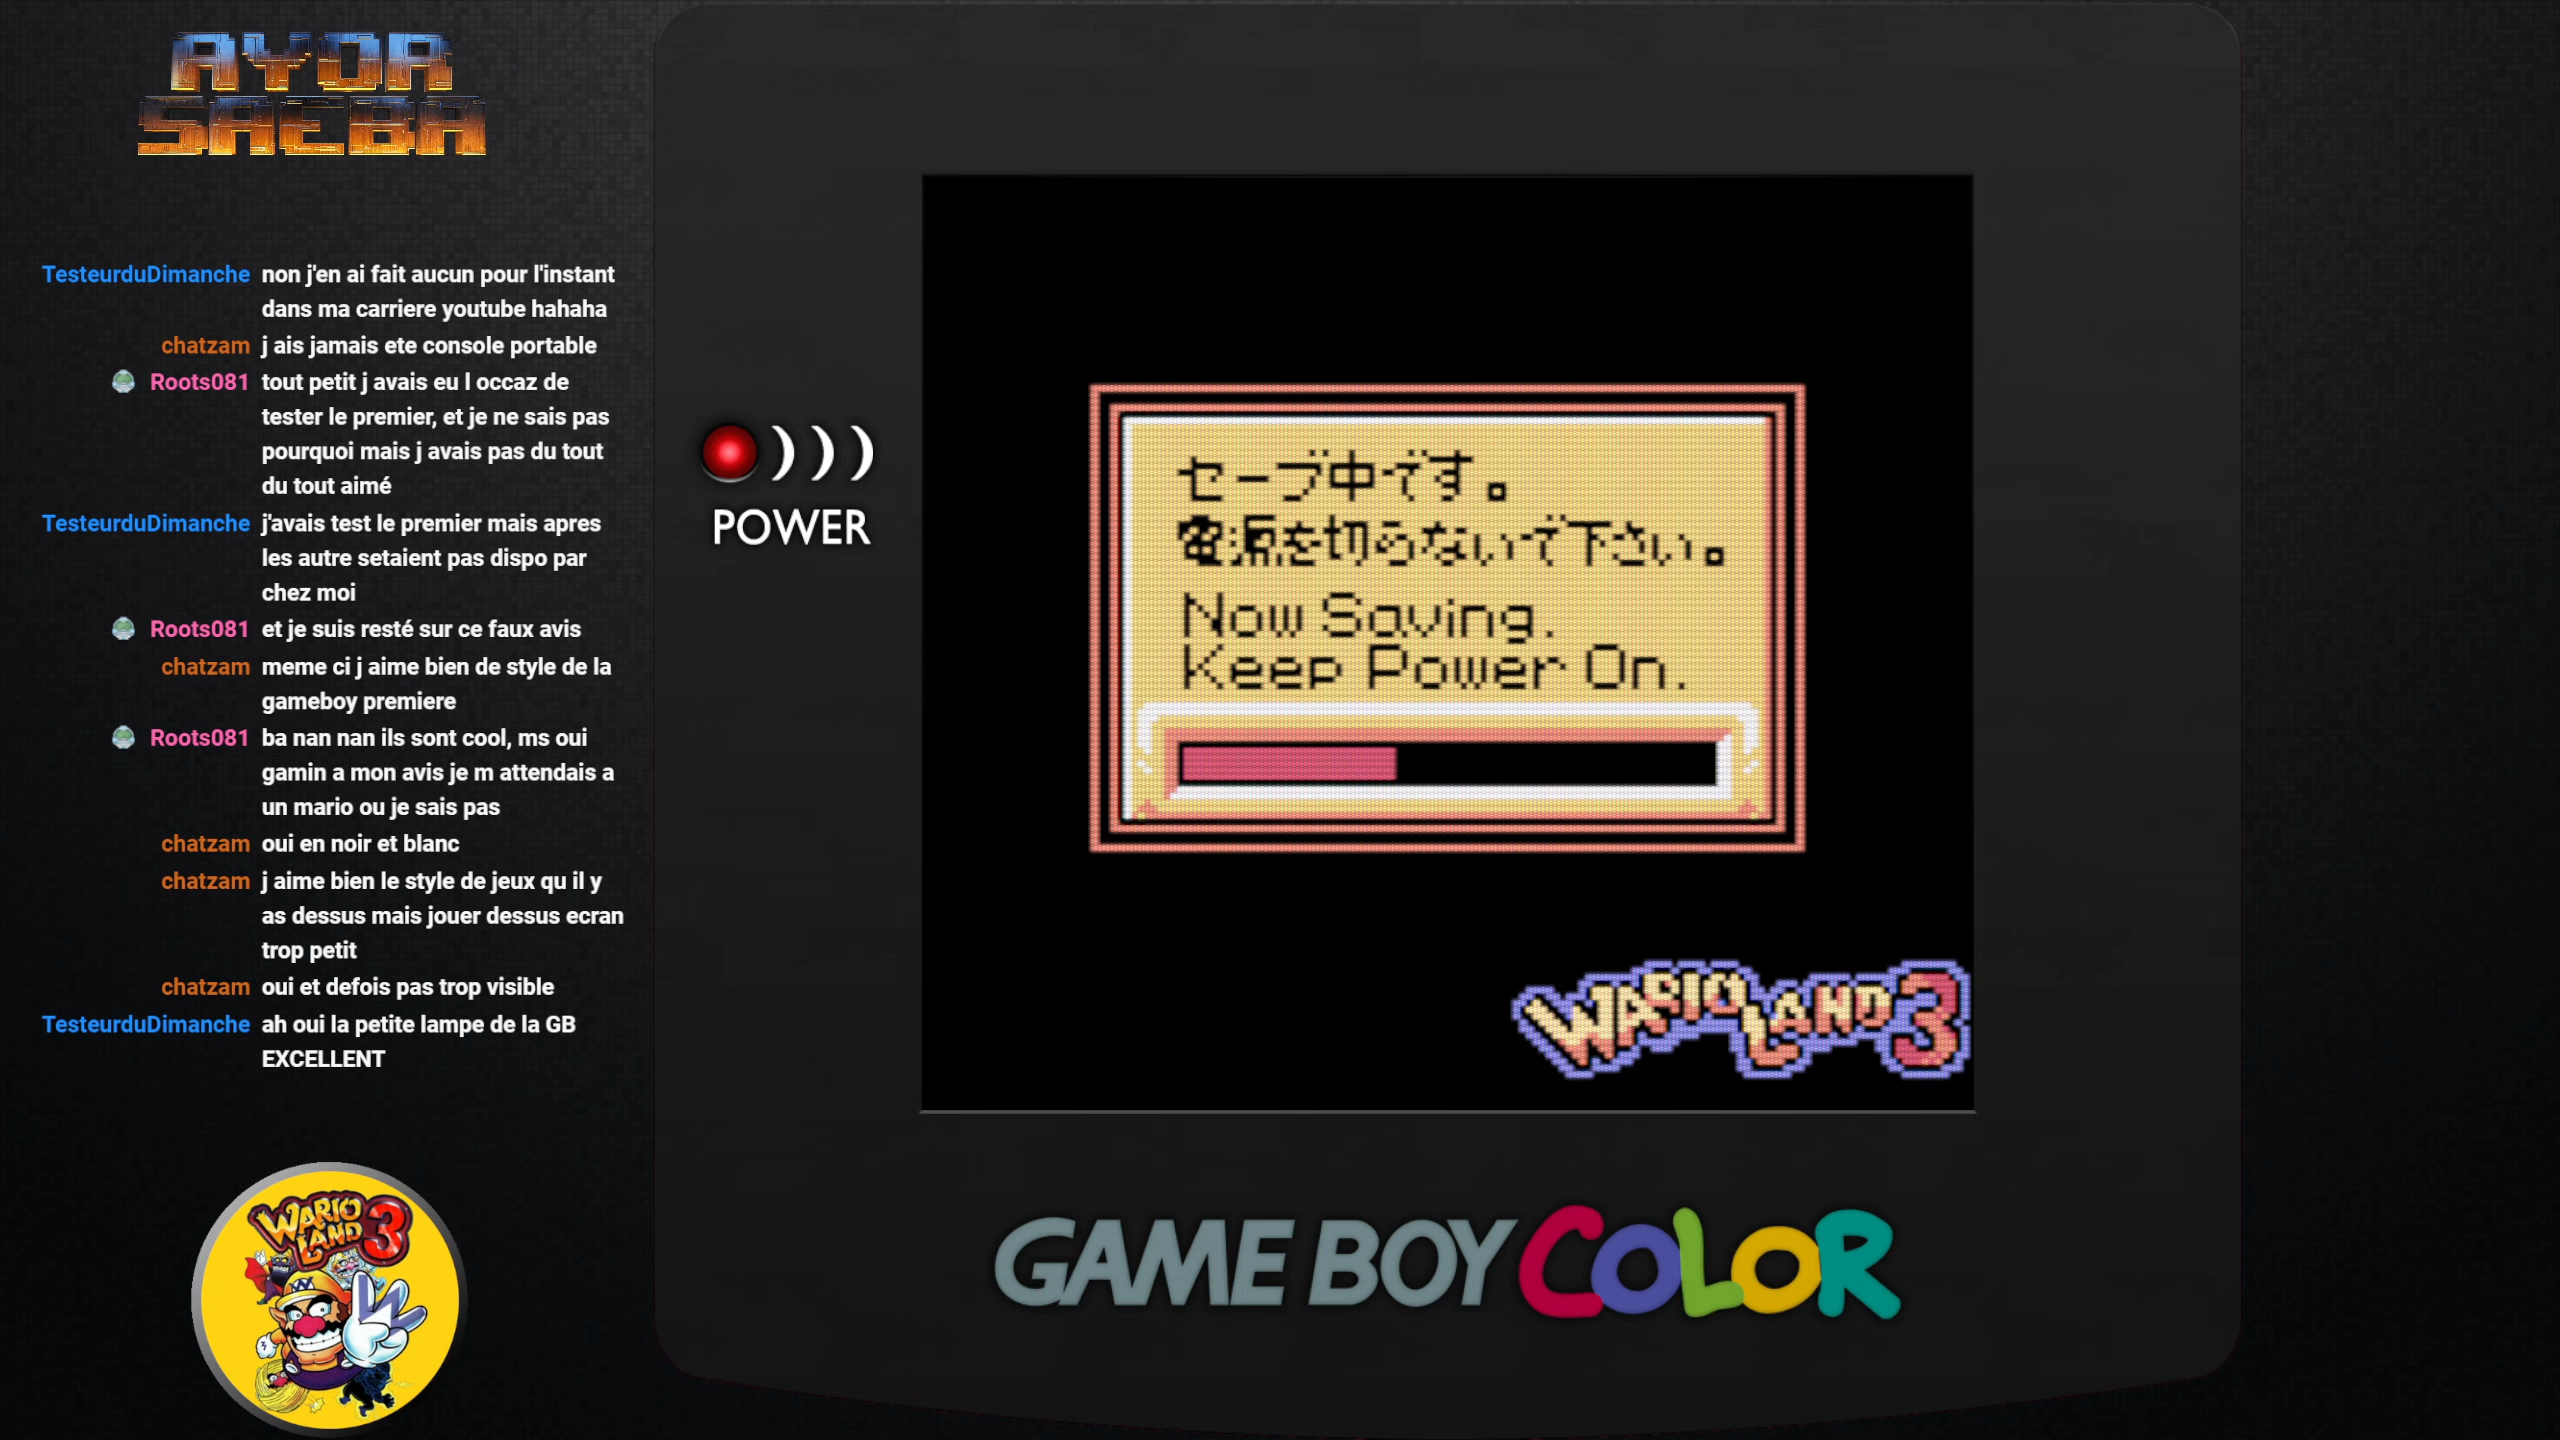 AYOR
SAEBA
TesteurduDimanche non j'en ai fait aucun pour l'instant
dans ma carriere youtube hahaha
chatzam j ais jamais ete console portable
Roots081 tout petit j avais eu l occaz de
tester le premier, et je ne sais pas
pourquoi mais j avais pas du tout
du tout aimé
TesteurduDimanche j'avais test le premier mais apres
les autre setaient pas dispo par
chez moi
Roots081 et je suis resté sur ce faux avis
chatzam meme ci j aime bien de style de la
gameboy premiere
Roots081 ba nan nan ils sont cool, ms oui
gamin a mon avis je m attendais a
un mario ou je sais pas
chatzam oui en noir et blanc
chatzam j aime bien le style de jeux qu il y
as dessus mais jouer dessus ecran
trop petit
chatzam oui et defois pas trop visible
TesteurduDimanche ah oui la petite lampe de la GB
EXCELLENT
WARIO
LAND 3
POWER
セーブ中です。
電源を切らないで下さい。
Now Saving.
Keep Power On.
WARIO LAND 3
GAME BOY COLOR